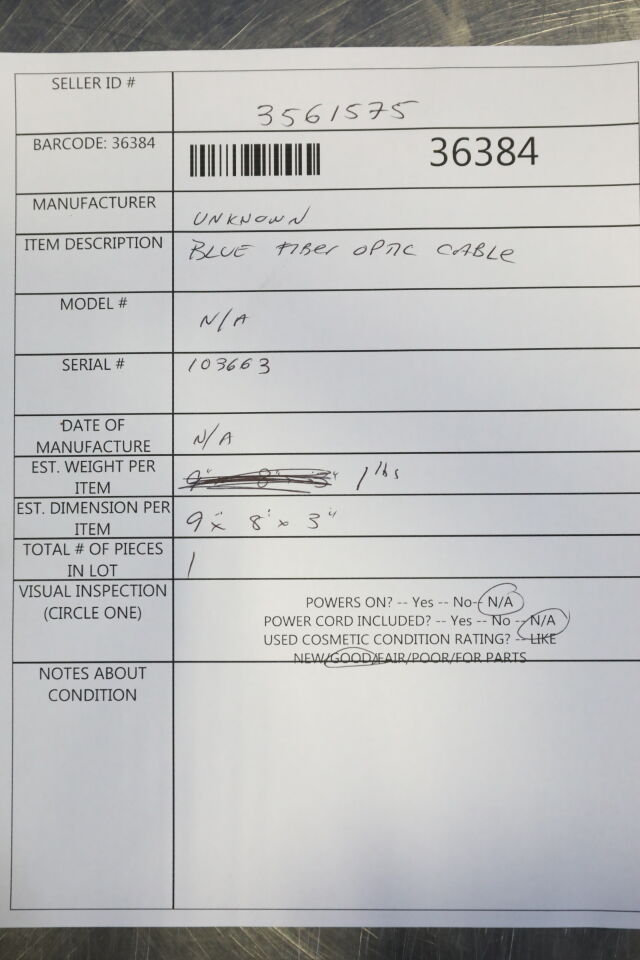 SELLER ID #
3561575
BARCODE: 36384
36384
MANUFACTURER
UNKNOWN
ITEM DESCRIPTION
BLUE FIBER OPTIC CABLE
MODEL #
N/A
SERIAL #
103663
DATE OF
MANUFACTURE
N/A
EST. WEIGHT PER
ITEM
1 lbs
EST. DIMENSION PER
ITEM
9" x 8" x 3"
TOTAL # OF PIECES
IN LOT
1
VISUAL INSPECTION
(CIRCLE ONE)
POWERS ON? -- Yes -- No-- N/A
POWER CORD INCLUDED? -- Yes -- No -- N/A
USED COSMETIC CONDITION RATING? -- LIKE
NEW/GOOD/FAIR/POOR/FOR PARTS
NOTES ABOUT
CONDITION